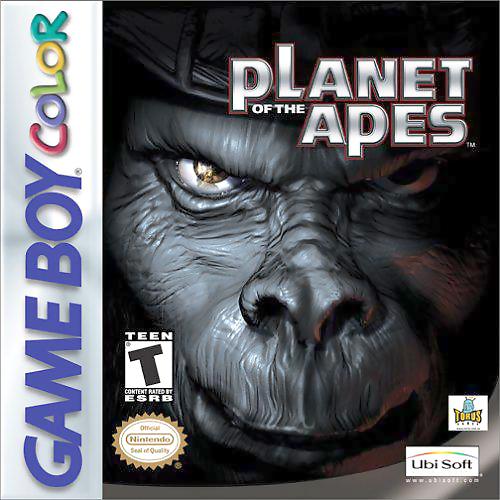 GAME BOY COLOR
PLANET
OF THE
APES
TM
TEEN
T
CONTENT RATED BY
ESRB
Official
Nintendo
Seal of Quality
TORUS
GAMES
Ubi Soft
www.ubisoft.com